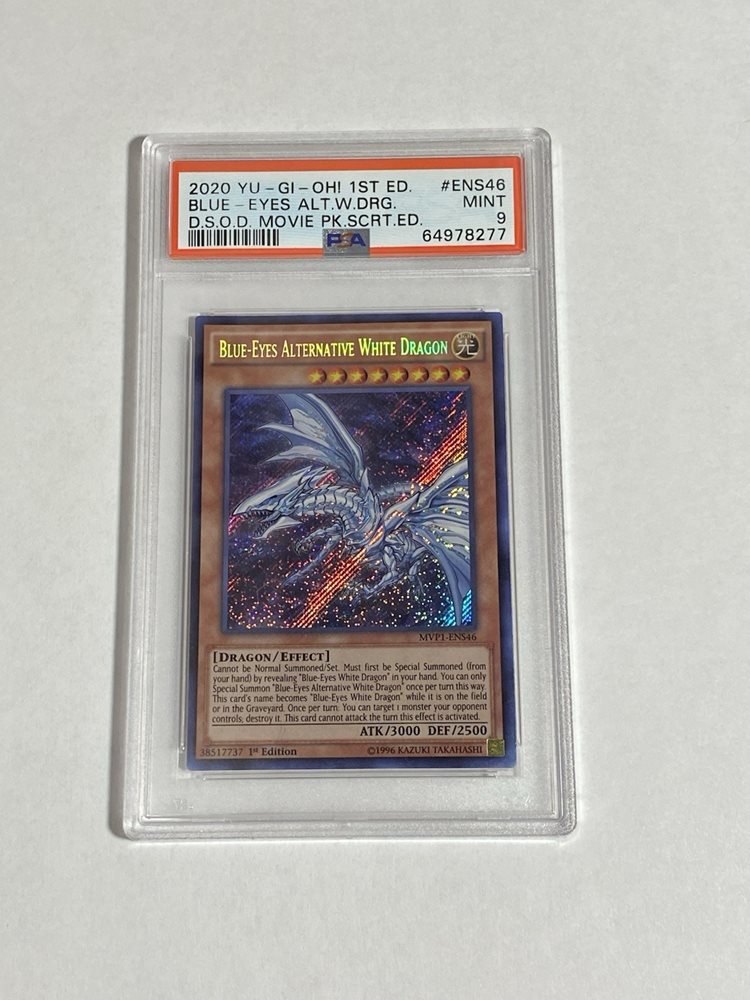 2020 YU-GI-OH! 1ST ED. #ENS46
BLUE-EYES ALT.W.DRG. MINT
D.S.O.D. MOVIE PK.SCRT.ED. 9
PSA 64978277
BLUE-EYES ALTERNATIVE WHITE DRAGON
LIGHT
光
MVP1-ENS46
[DRAGON/EFFECT]
Cannot be Normal Summoned/Set. Must first be Special Summoned (from
your hand) by revealing "Blue-Eyes White Dragon" in your hand. You can only
Special Summon "Blue-Eyes Alternative White Dragon" once per turn this way.
This card's name becomes "Blue-Eyes White Dragon" while it is on the field
or in the Graveyard. Once per turn: You can target 1 monster your opponent
controls; destroy it. This card cannot attack the turn this effect is activated.
ATK/3000 DEF/2500
38517737 1st Edition ©1996 KAZUKI TAKAHASHI